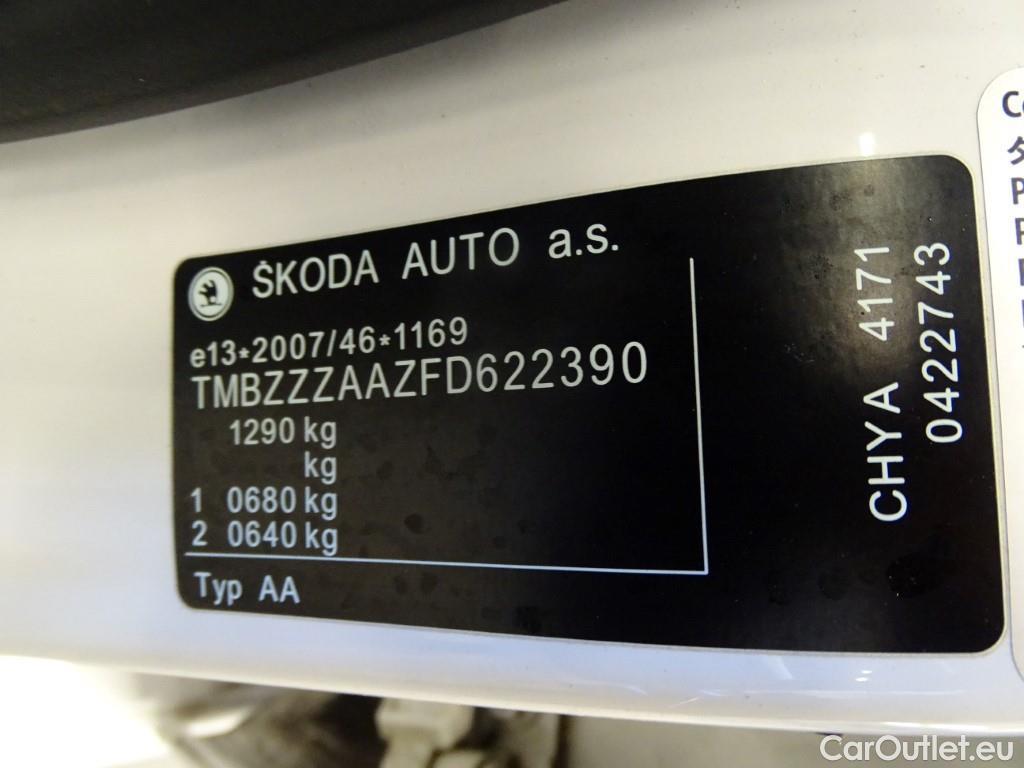 ŠKODA AUTO a.s.
e13*2007/46*1169
TMBZZZAAZFD622390
1290 kg
kg
1 0680 kg
2 0640 kg
Typ AA
CHYA 4171
0422743
CarOutlet.eu